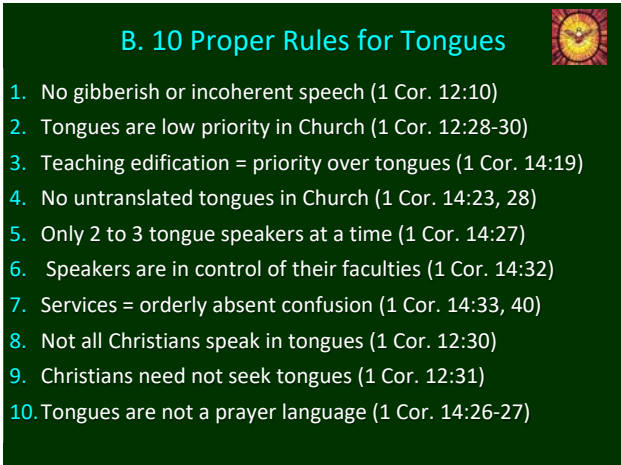 B. 10 Proper Rules for Tongues
1. No gibberish or incoherent speech (1 Cor. 12:10)
2. Tongues are low priority in Church (1 Cor. 12:28-30)
3. Teaching edification = priority over tongues (1 Cor. 14:19)
4. No untranslated tongues in Church (1 Cor. 14:23, 28)
5. Only 2 to 3 tongue speakers at a time (1 Cor. 14:27)
6. Speakers are in control of their faculties (1 Cor. 14:32)
7. Services = orderly absent confusion (1 Cor. 14:33, 40)
8. Not all Christians speak in tongues (1 Cor. 12:30)
9. Christians need not seek tongues (1 Cor. 12:31)
10. Tongues are not a prayer language (1 Cor. 14:26-27)